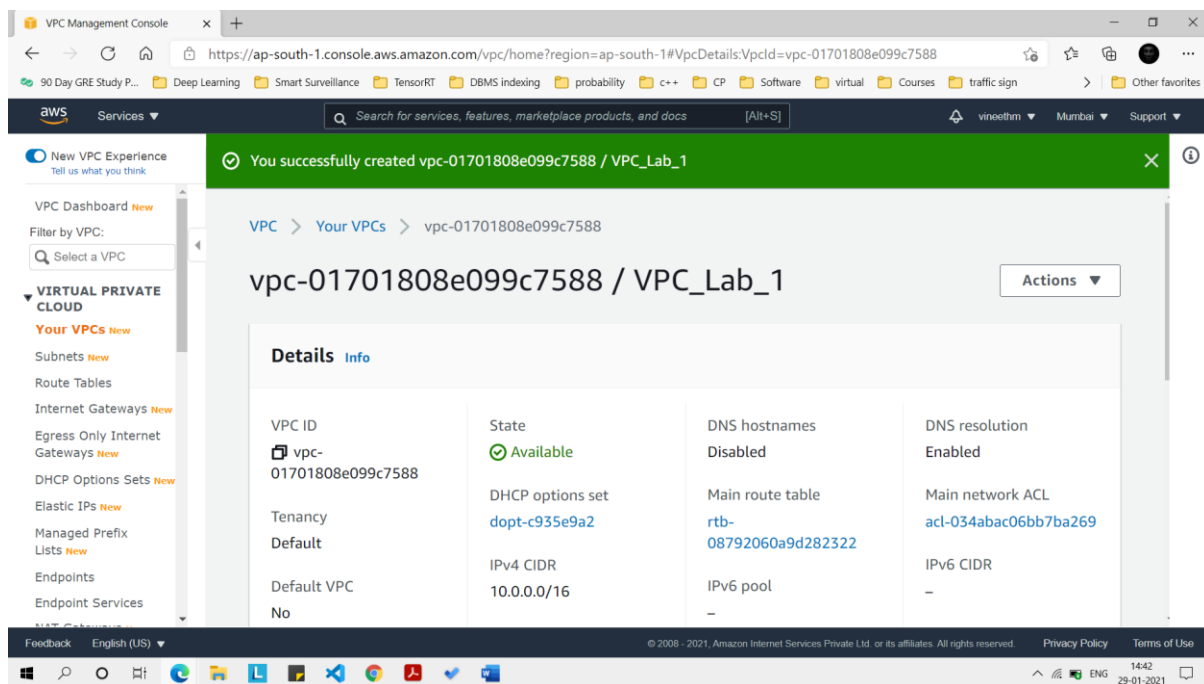 VPC Management Console
https://ap-south-1.console.aws.amazon.com/vpc/home?region=ap-south-1#VpcDetails:VpcId=vpc-01701808e099c7588
90 Day GRE Study P... Deep Learning Smart Surveillance TensorRT DBMS indexing probability c++ CP Software virtual Courses traffic sign Other favorites
aws Services Search for services, features, marketplace products, and docs [Alt+S] vineethm Mumbai Support
New VPC Experience
Tell us what you think
You successfully created vpc-01701808e099c7588 / VPC_Lab_1
VPC Dashboard New
Filter by VPC:
Select a VPC
VIRTUAL PRIVATE
CLOUD
Your VPCs New
Subnets New
Route Tables
Internet Gateways New
Egress Only Internet
Gateways New
DHCP Options Sets New
Elastic IPs New
Managed Prefix
Lists New
Endpoints
Endpoint Services
VPC > Your VPCs > vpc-01701808e099c7588
vpc-01701808e099c7588 / VPC_Lab_1
Actions
Details Info
VPC ID
vpc-
01701808e099c7588
Tenancy
Default
Default VPC
No
State
Available
DHCP options set
dopt-c935e9a2
IPv4 CIDR
10.0.0.0/16
DNS hostnames
Disabled
Main route table
rtb-
08792060a9d282322
IPv6 pool
–
DNS resolution
Enabled
Main network ACL
acl-034abac06bb7ba269
IPv6 CIDR
–
Feedback English (US) © 2008 - 2021, Amazon Internet Services Private Ltd. or its affiliates. All rights reserved. Privacy Policy Terms of Use
ENG
14:42
29-01-2021